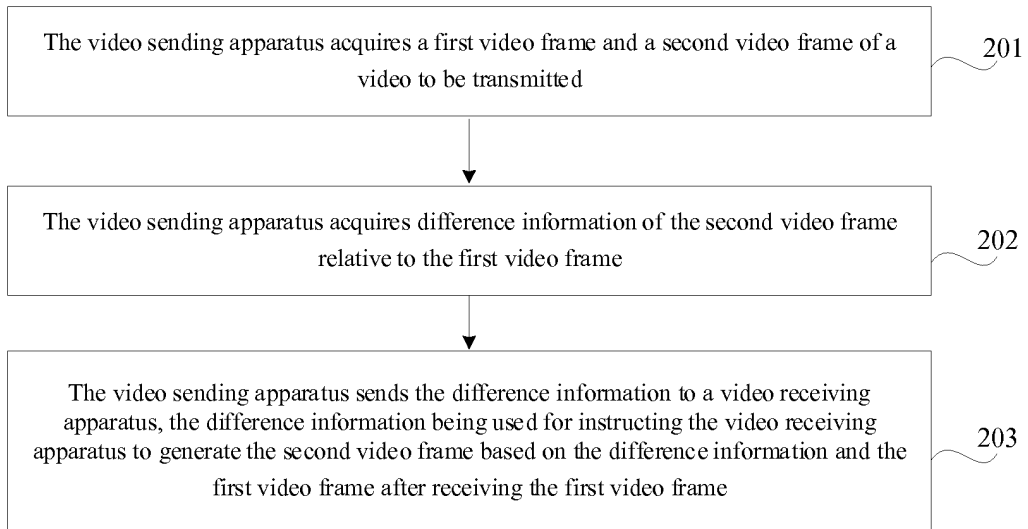 The video sending apparatus acquires a first video frame and a second video frame of a
video to be transmitted
201
The video sending apparatus acquires difference information of the second video frame
relative to the first video frame
202
The video sending apparatus sends the difference information to a video receiving
apparatus, the difference information being used for instructing the video receiving
apparatus to generate the second video frame based on the difference information and the
first video frame after receiving the first video frame
203